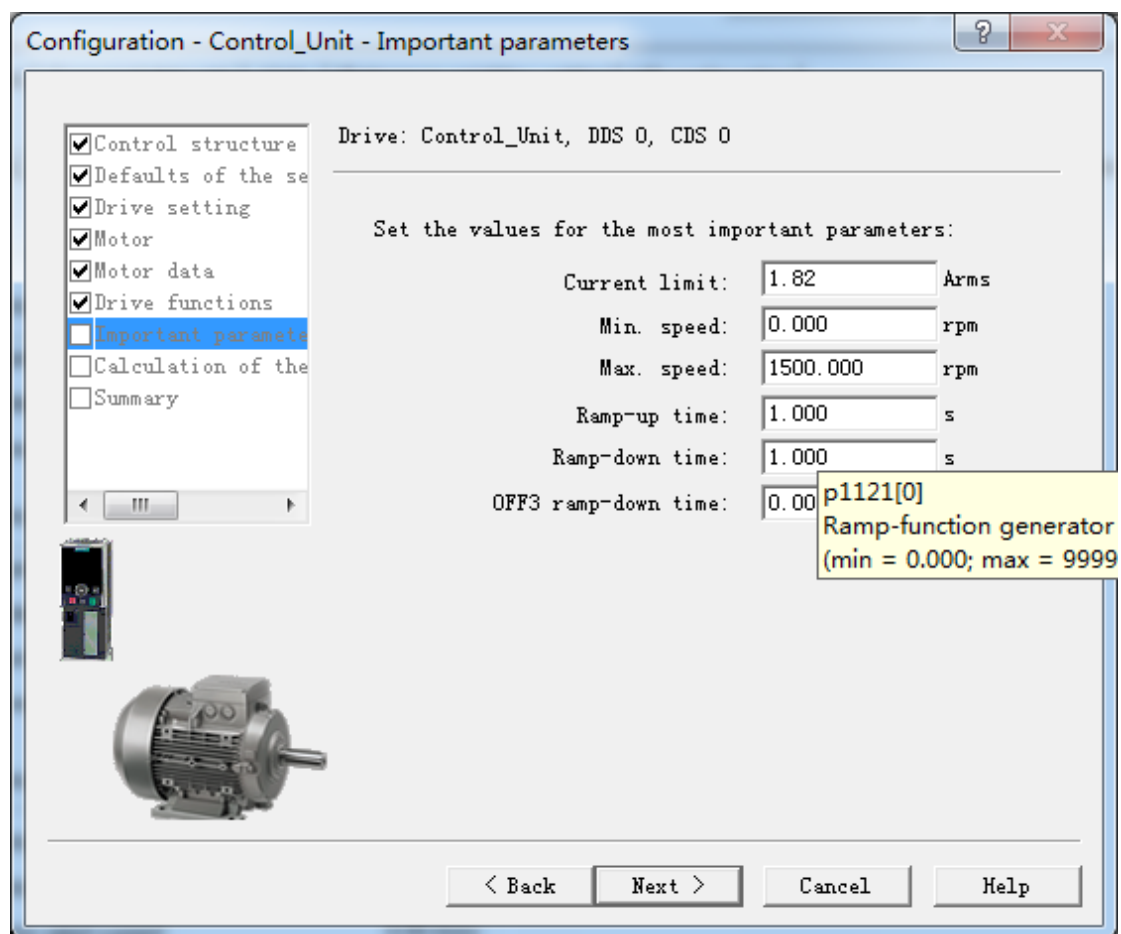 Configuration - Control_Unit - Important parameters
Control structure
Defaults of the se
Drive setting
Motor
Motor data
Drive functions
Important paramete
Calculation of the
Summary
Drive: Control_Unit, DDS 0, CDS 0
Set the values for the most important parameters:
Current limit: 1.82 Arms
Min. speed: 0.000 rpm
Max. speed: 1500.000 rpm
Ramp-up time: 1.000 s
Ramp-down time: 1.000 s
OFF3 ramp-down time: 0.00
p1121[0]
Ramp-function generator
(min = 0.000; max = 9999
< Back Next > Cancel Help